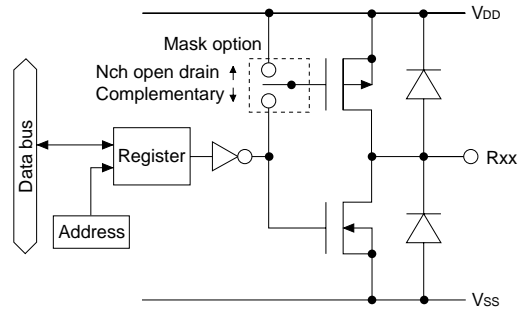 VDD
Mask option
Nch open drain
Complementary
Data bus
Register
Rxx
Address
VSS